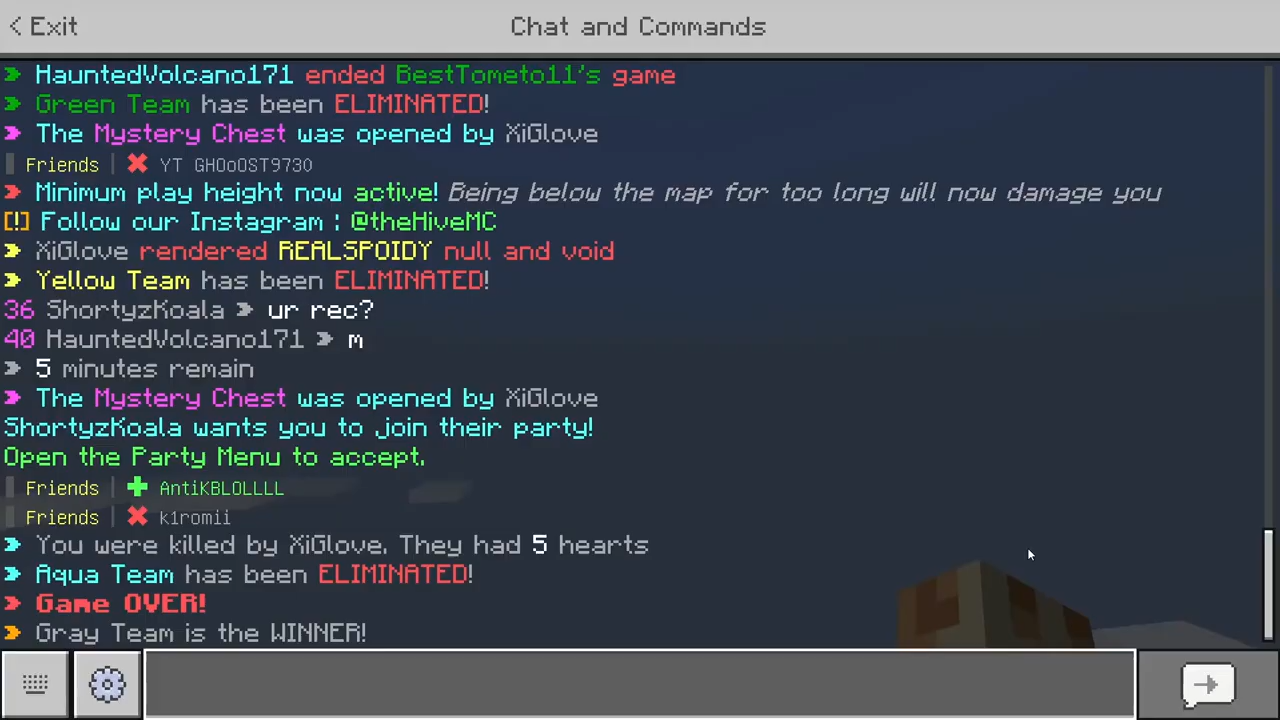 < Exit
Chat and Commands
HauntedVolcano171 ended BestTometo11's game
Green Team has been ELIMINATED!
The Mystery Chest was opened by XiGlove
Friends | ✖ YT GHOoOST9730
Minimum play height now active! Being below the map for too long will now damage you
[!] Follow our Instagram : @theHiveMC
XiGlove rendered REALSPOIDY null and void
Yellow Team has been ELIMINATED!
36 ShortyzKoala » ur rec?
40 HauntedVolcano171 » m
» 5 minutes remain
The Mystery Chest was opened by XiGlove
ShortyzKoala wants you to join their party!
Open the Party Menu to accept.
Friends | ✚ AntiKBLOLLLL
Friends | ✖ k1romii
You were killed by XiGlove. They had 5 hearts
Aqua Team has been ELIMINATED!
Game OVER!
Gray Team is the WINNER!